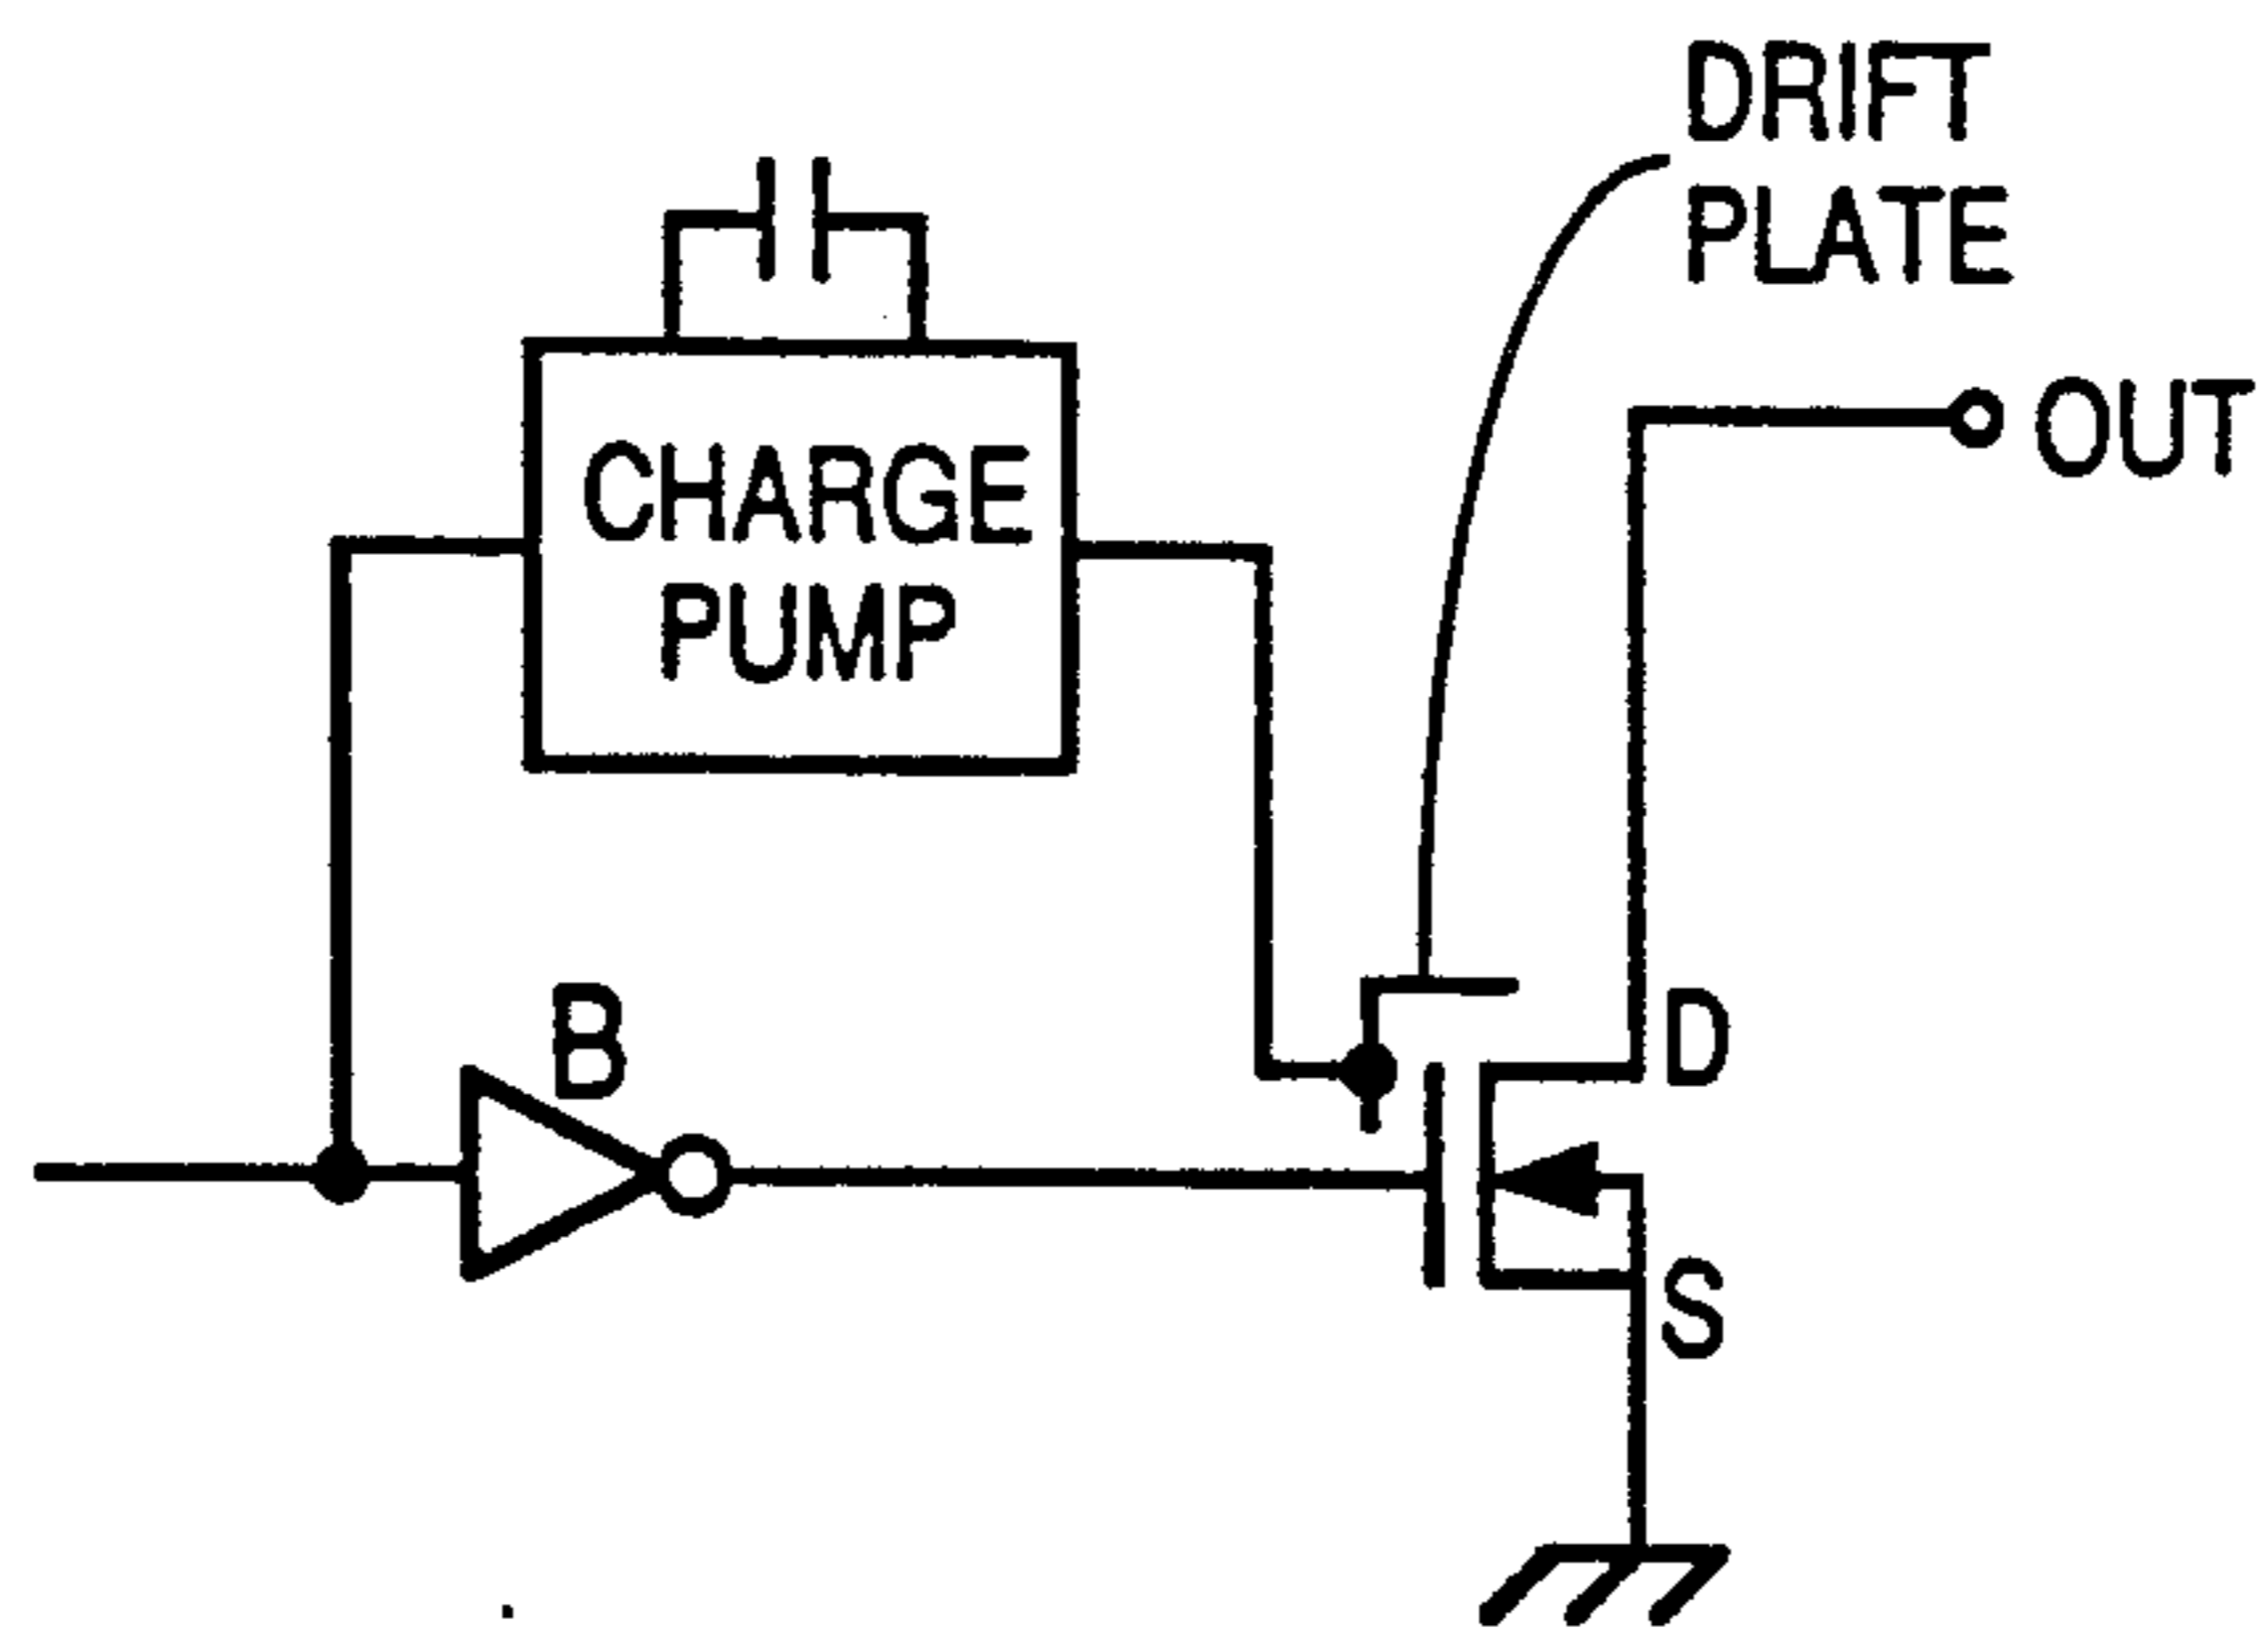 DRIFT
PLATE
OUT
CHARGE
PUMP
B
D
S